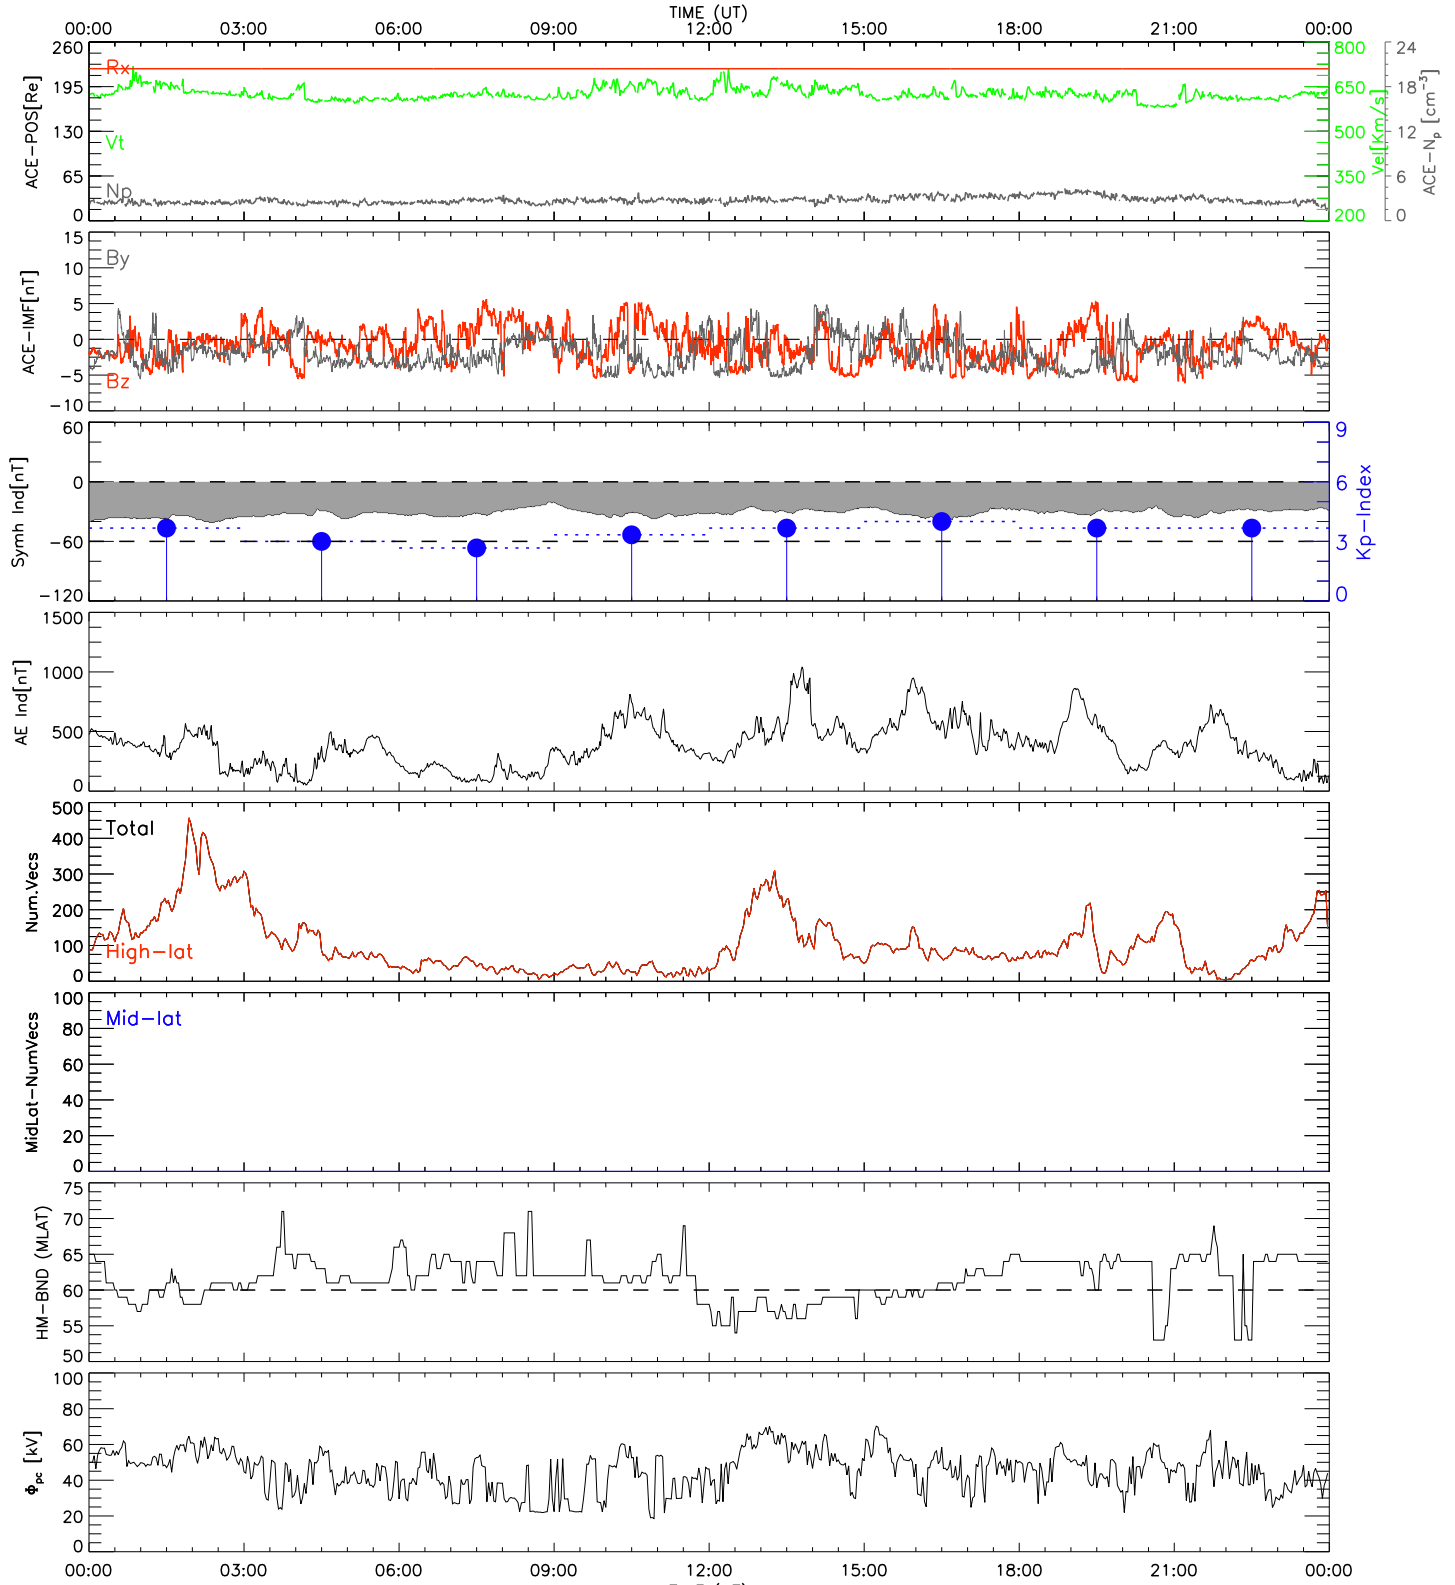 TIME (UT)
00:00 03:00 06:00 09:00 12:00 15:00 18:00 21:00 00:00
ACE-POS[Re]
260
195
130
65
0
Rx
Vt
Np
800
650
500
350
200
Vel[Km/s]
24
18
12
6
0
ACE-Np [cm⁻³]
ACE-IMF[nT]
15
10
5
0
-5
-10
By
Bz
Symh Ind[nT]
60
0
-60
-120
9
6
3
0
Kp-Index
AE Ind[nT]
1500
1000
500
0
Num.Vecs
500
400
300
200
100
0
Total
High-lat
MidLat-NumVecs
100
80
60
40
20
0
Mid-lat
HM-BND (MLAT)
75
70
65
60
55
50
Φpc [kV]
100
80
60
40
20
0
00:00 03:00 06:00 09:00 12:00 15:00 18:00 21:00 00:00